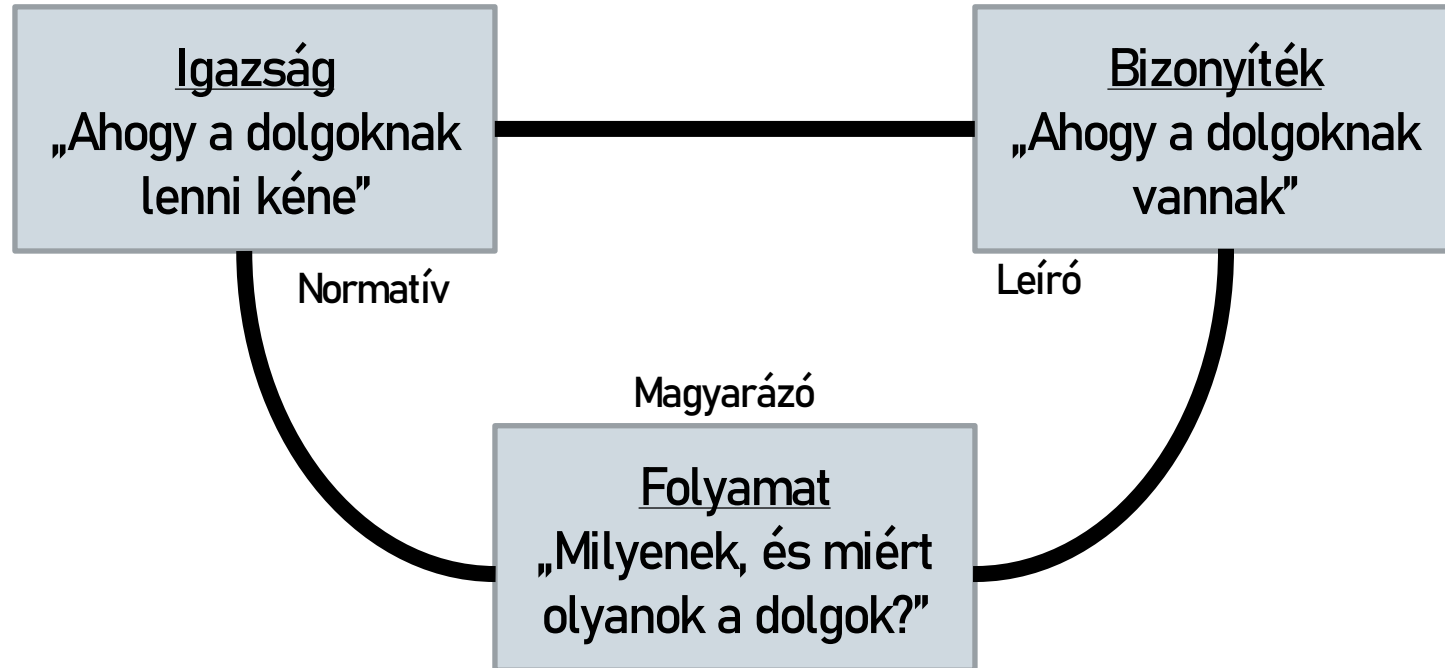 Igazság
„Ahogy a dolgoknak
lenni kéne”
Bizonyíték
„Ahogy a dolgoknak
vannak”
Normatív
Leíró
Magyarázó
Folyamat
„Milyenek, és miért
olyanok a dolgok?”